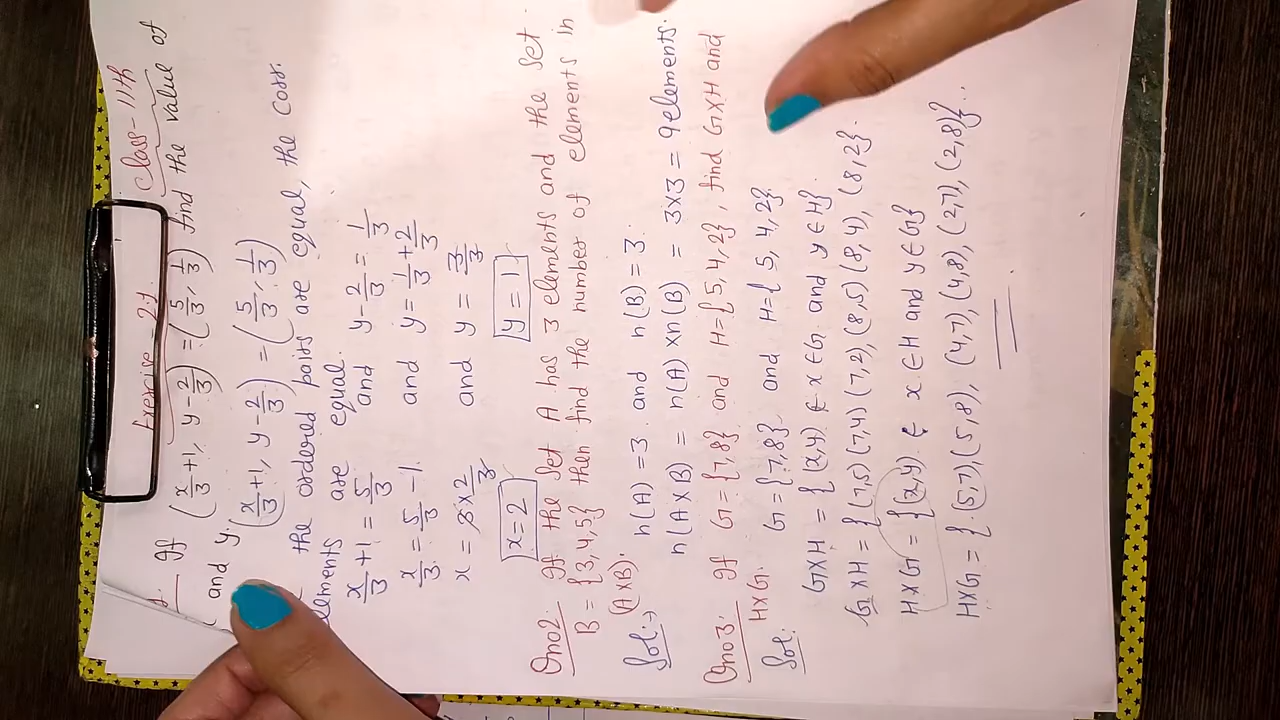 Exercise - 2.1 Class - 11th
If (x/3+1, y-2/3) = (5/3, 1/3) find the value of
and y.
(x/3+1, y-2/3) = (5/3, 1/3)
the ordered pairs are equal, the corr.
elements are equal.
x/3+1 = 5/3 and y-2/3 = 1/3
x/3 = 5/3 - 1 and y = 1/3 + 2/3
x = 3 × 2/3 and y = 3/3
x = 2 y = 1
Qno2. If the set A has 3 elements and the set
B = {3,4,5} then find the number of elements in
(A×B).
Sol:→ n(A) = 3 and n(B) = 3.
n(A×B) = n(A) × n(B) = 3×3 = 9 elements.
Qno3. If G = {7,8} and H = {5,4,2}, find G×H and
H×G.
Sol. G = {7,8} and H = {5,4,2}
G×H = {(x,y) ∈ x∈G and y∈H}
G×H = {(7,5)(7,4)(7,2,(8,5)(8,4),(8,2}.
H×G = {(x,y) ∈ x∈H and y∈G}
H×G = {(5,7),(5,8),(4,7),(4,8),(2,7),(2,8)}..